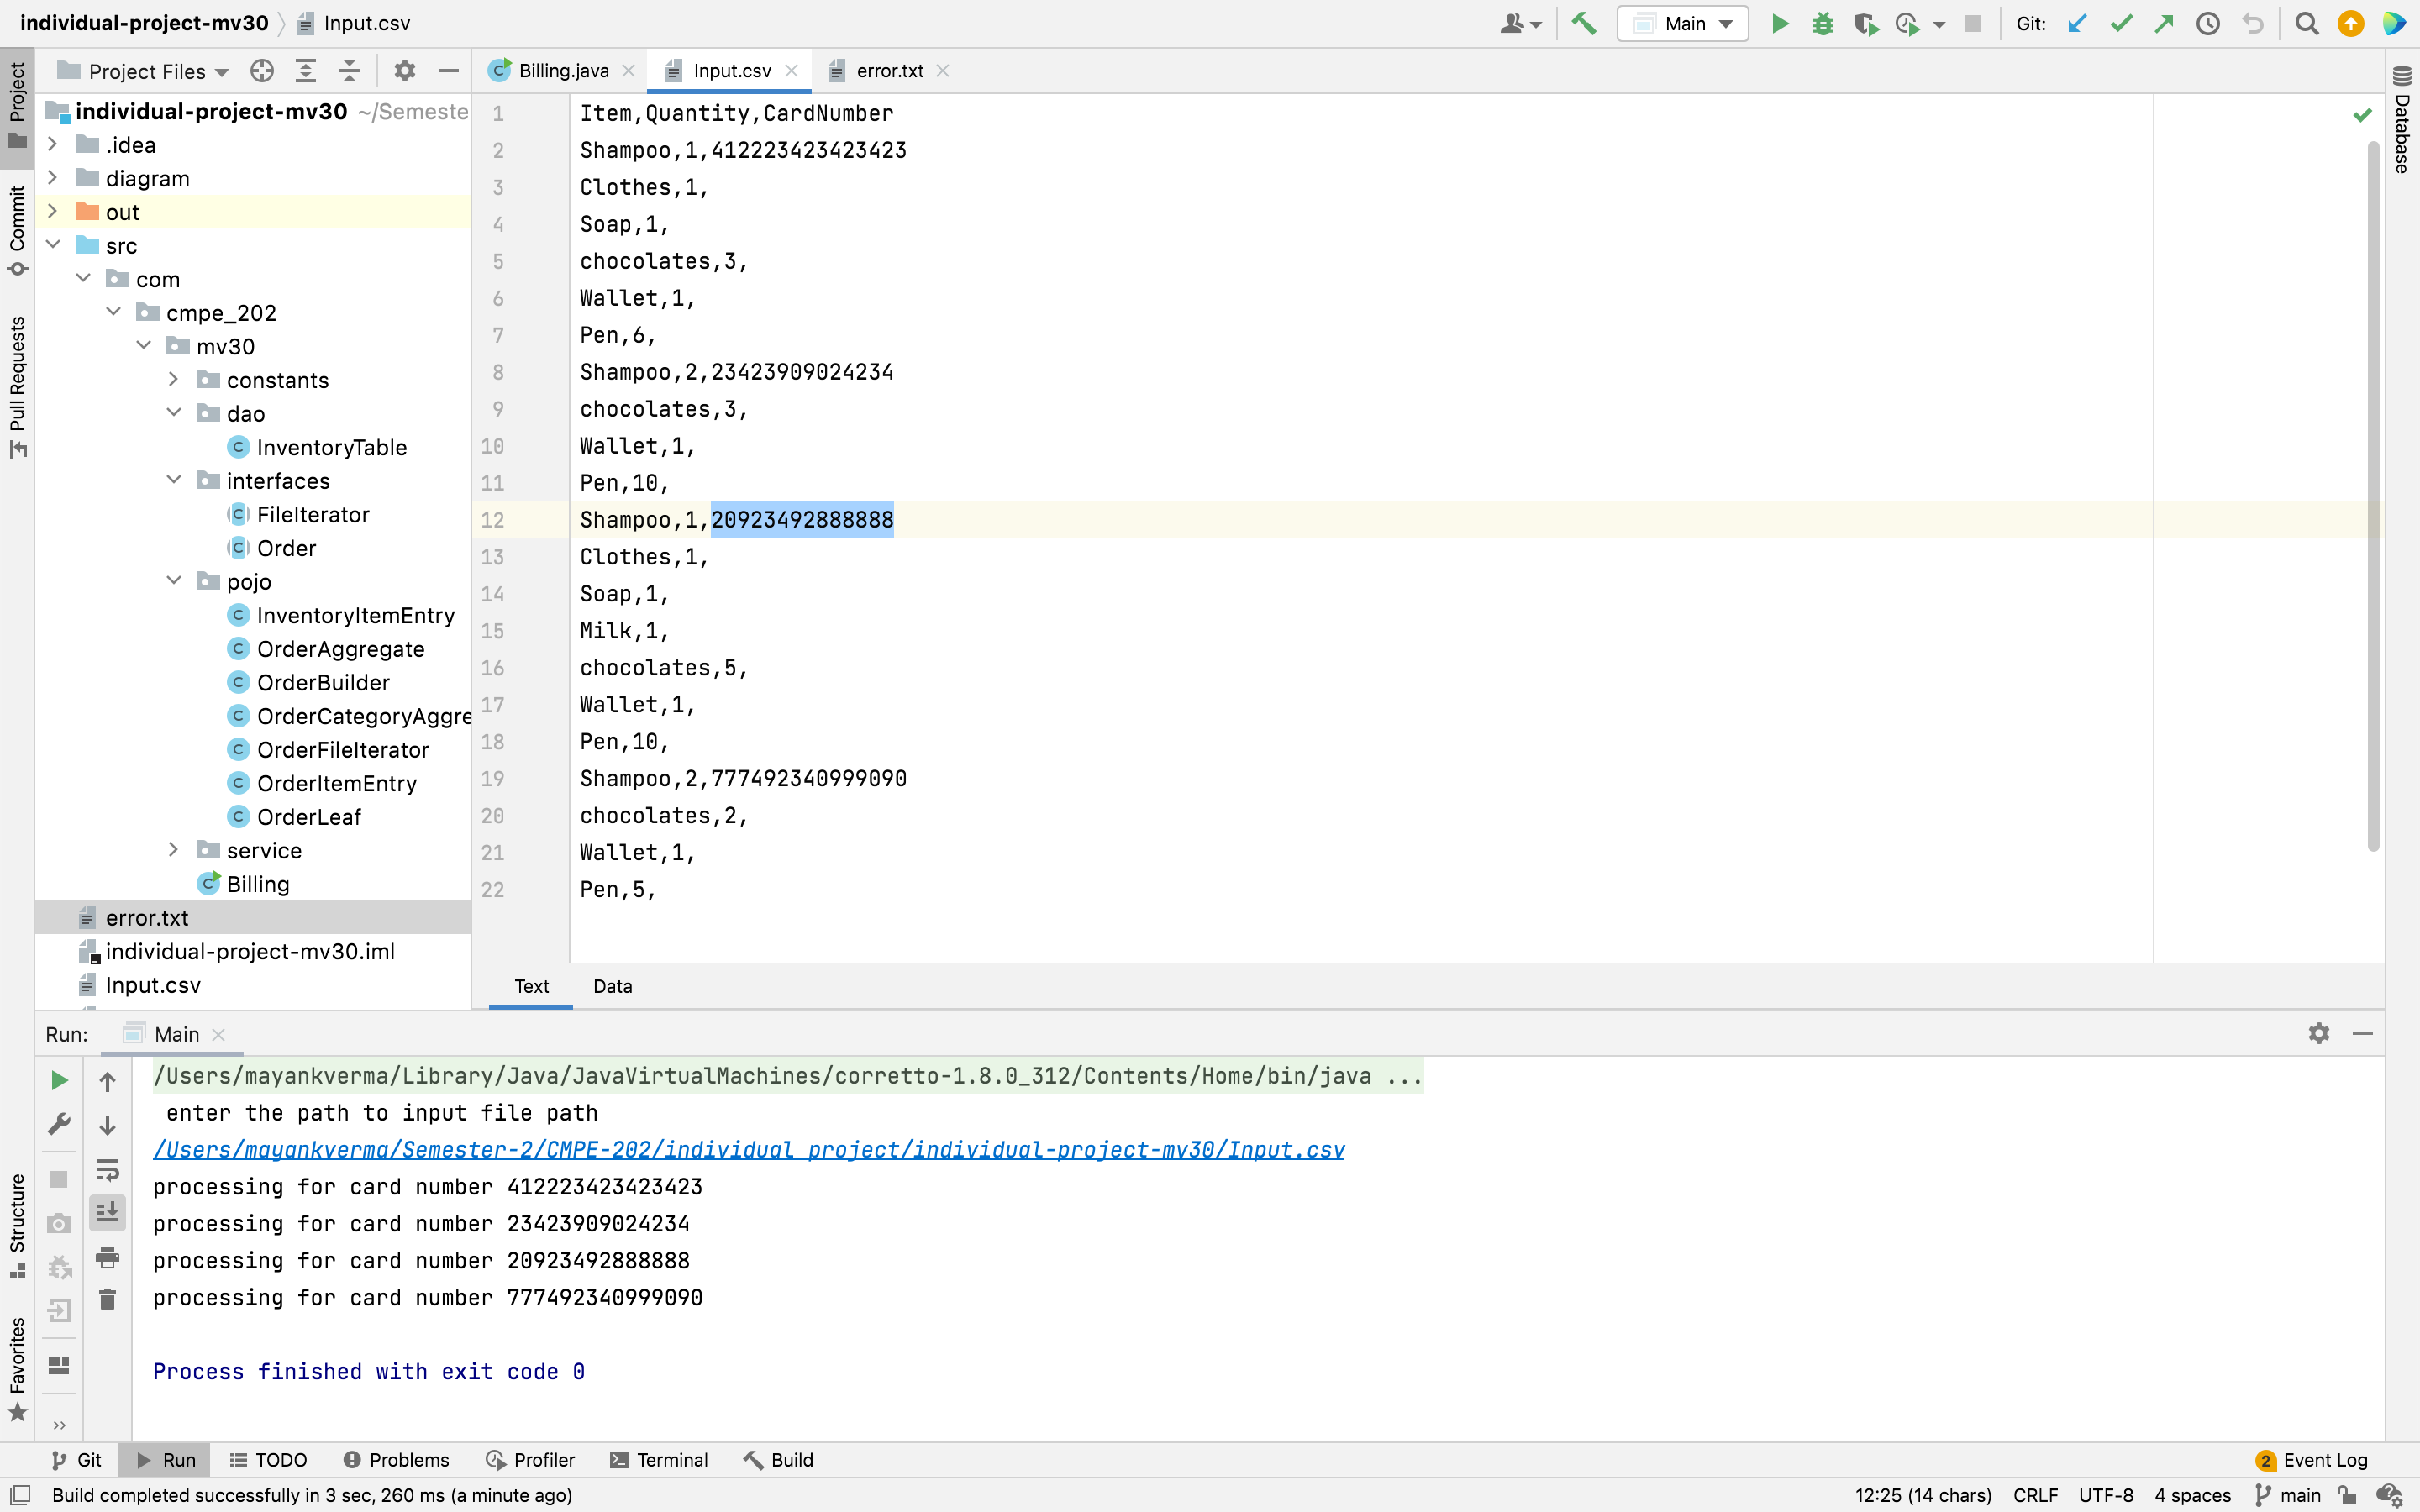 individual-project-mv30 Input.csv Main Git:
Project Files
Billing.java Input.csv error.txt
Project
Commit
Pull Requests
Structure
Favorites
Database
individual-project-mv30 ~/Semeste
.idea
diagram
out
src
com
cmpe_202
mv30
constants
dao
InventoryTable
interfaces
FileIterator
Order
pojo
InventoryItemEntry
OrderAggregate
OrderBuilder
OrderCategoryAggre
OrderFileIterator
OrderItemEntry
OrderLeaf
service
Billing
error.txt
individual-project-mv30.iml
Input.csv
1 Item,Quantity,CardNumber
2 Shampoo,1,412223423423423
3 Clothes,1,
4 Soap,1,
5 chocolates,3,
6 Wallet,1,
7 Pen,6,
8 Shampoo,2,23423909024234
9 chocolates,3,
10 Wallet,1,
11 Pen,10,
12 Shampoo,1,20923492888888
13 Clothes,1,
14 Soap,1,
15 Milk,1,
16 chocolates,5,
17 Wallet,1,
18 Pen,10,
19 Shampoo,2,777492340999090
20 chocolates,2,
21 Wallet,1,
22 Pen,5,
Text Data
Run: Main
/Users/mayankverma/Library/Java/JavaVirtualMachines/corretto-1.8.0_312/Contents/Home/bin/java ...
enter the path to input file path
/Users/mayankverma/Semester-2/CMPE-202/individual_project/individual-project-mv30/Input.csv
processing for card number 412223423423423
processing for card number 23423909024234
processing for card number 20923492888888
processing for card number 777492340999090
Process finished with exit code 0
Git Run TODO Problems Profiler Terminal Build 2 Event Log
Build completed successfully in 3 sec, 260 ms (a minute ago) 12:25 (14 chars) CRLF UTF-8 4 spaces main